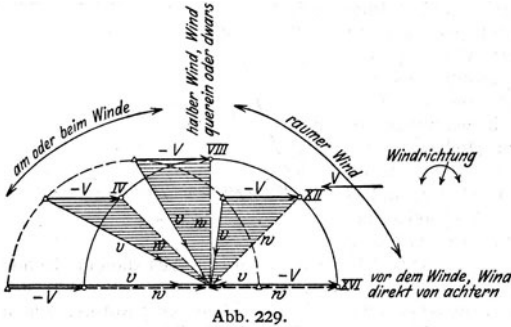 halber Wind, Wind
querein oder dwars
am oder beim Winde
raumer Wind
Windrichtung
-V VIII
V
-V IV -V XII
v w v w v w
v w
-V v w v w -V XVI
vor dem Winde, Wind
direkt von achtern
Abb. 229.